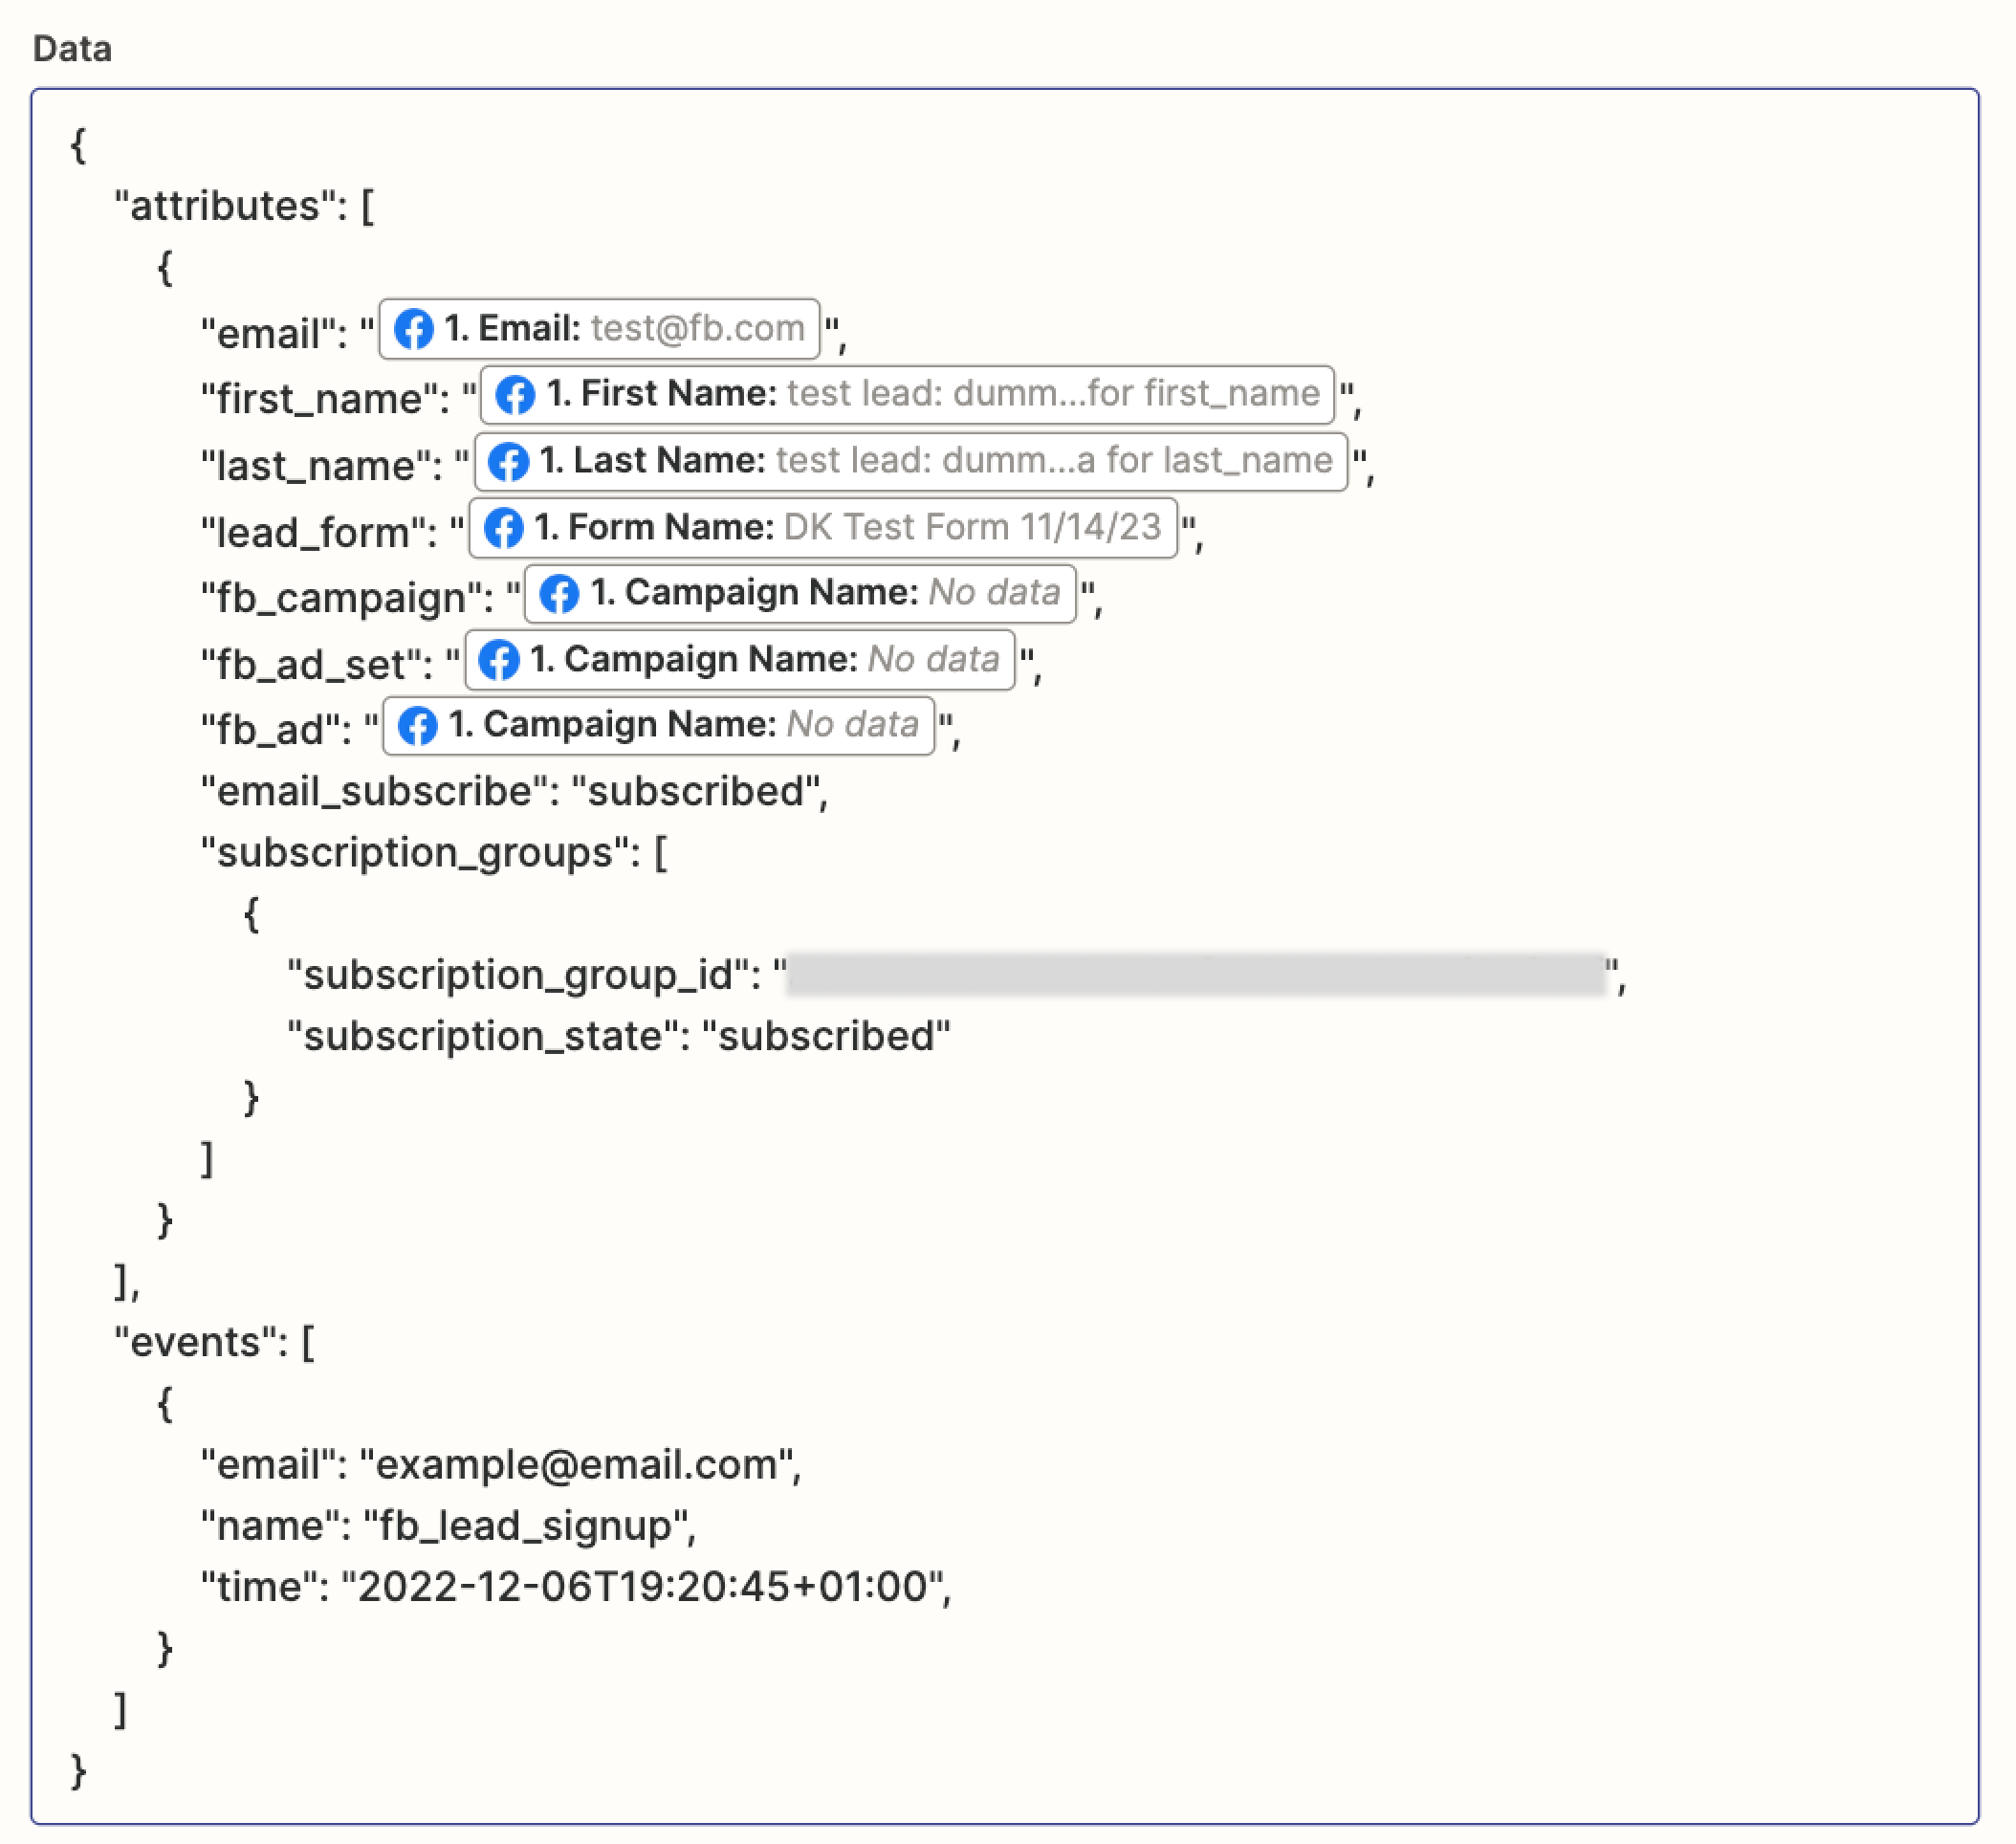 Data
{
"attributes": [
{
"email": "1. Email: test@fb.com",
"first_name": "1. First Name: test lead: dumm...for first_name",
"last_name": "1. Last Name: test lead: dumm...a for last_name",
"lead_form": "1. Form Name: DK Test Form 11/14/23",
"fb_campaign": "1. Campaign Name: No data",
"fb_ad_set": "1. Campaign Name: No data",
"fb_ad": "1. Campaign Name: No data",
"email_subscribe": "subscribed",
"subscription_groups": [
{
"subscription_group_id": "",
"subscription_state": "subscribed"
}
]
}
],
"events": [
{
"email": "example@email.com",
"name": "fb_lead_signup",
"time": "2022-12-06T19:20:45+01:00",
}
]
}